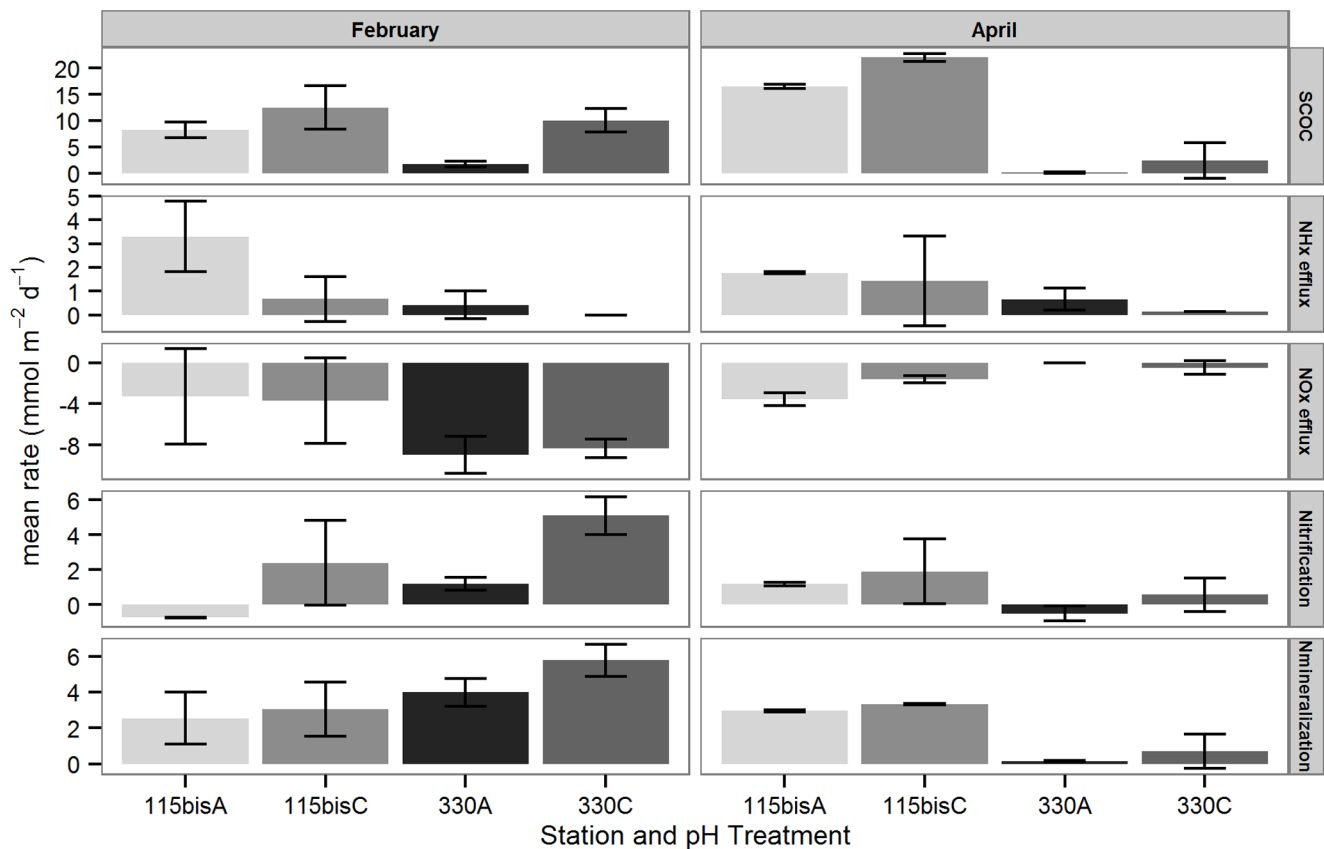 February
April
mean rate (mmol m⁻² d⁻¹)
20
15
10
5
0
SCOC
5
4
3
2
1
0
NHx efflux
0
-4
-8
NOx efflux
6
4
2
0
Nitrification
6
4
2
0
Nmineralization
115bisA 115bisC 330A 330C 115bisA 115bisC 330A 330C
Station and pH Treatment